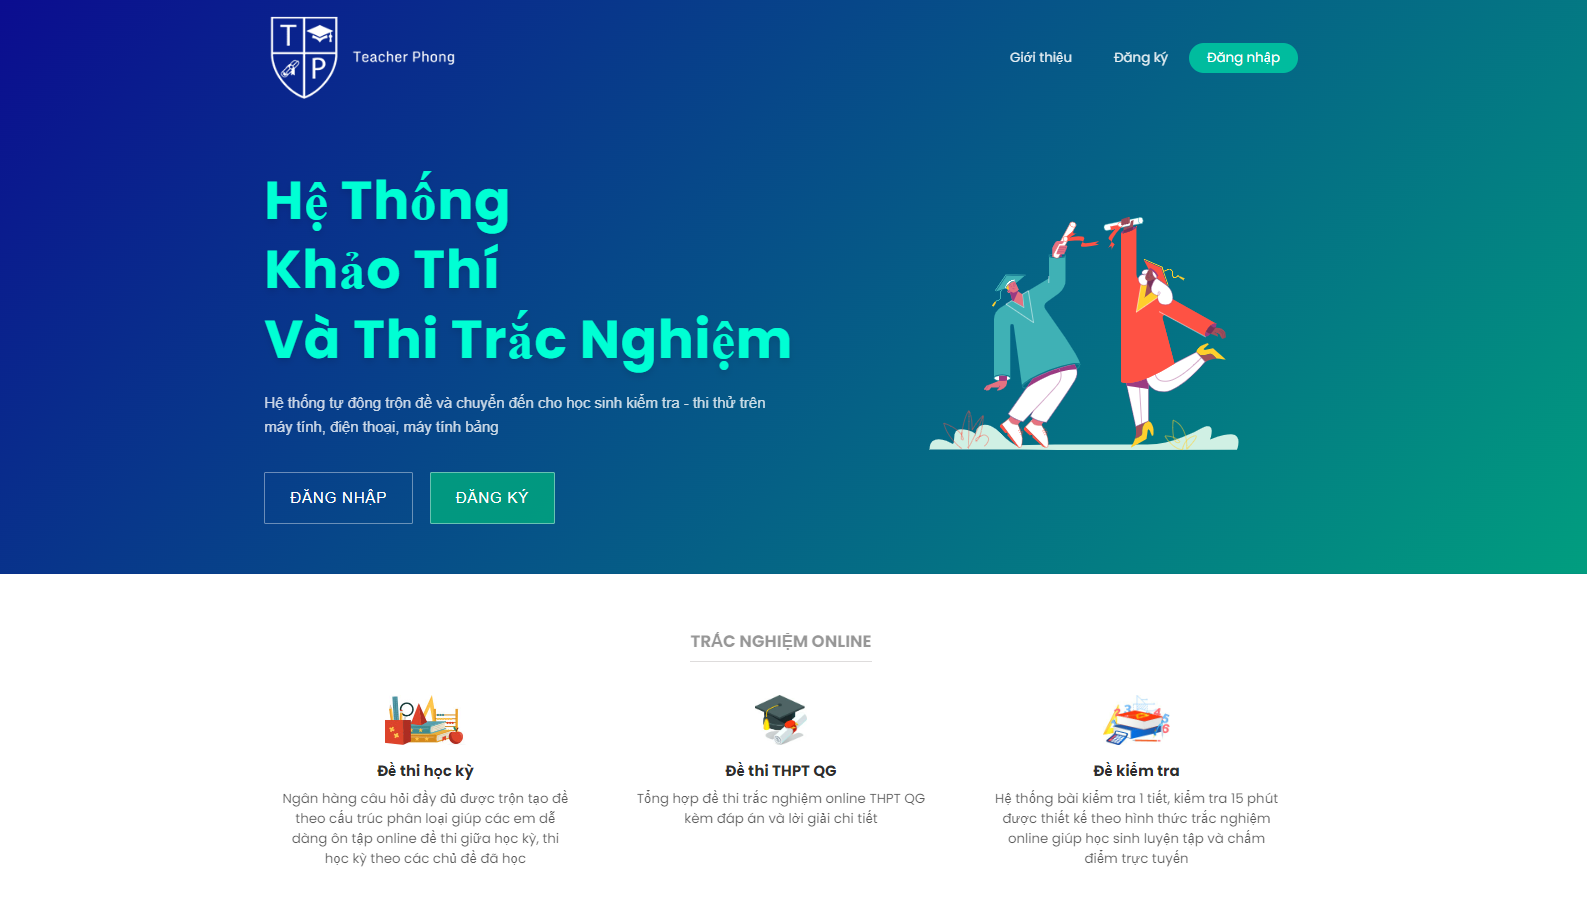 T
P
Teacher Phong
Giới thiệu
Đăng ký
Đăng nhập
Hệ Thống
Khảo Thí
Và Thi Trắc Nghiệm
Hệ thống tự động trộn đề và chuyển đến cho học sinh kiểm tra - thi thử trên
máy tính, điện thoại, máy tính bảng
ĐĂNG NHẬP
ĐĂNG KÝ
TRẮC NGHIỆM ONLINE
Đề thi học kỳ
Ngân hàng câu hỏi đầy đủ được trộn tạo đề
theo cấu trúc phân loại giúp các em dễ
dàng ôn tập online đề thi giữa học kỳ, thi
học kỳ theo các chủ đề đã học
Đề thi THPT QG
Tổng hợp đề thi trắc nghiệm online THPT QG
kèm đáp án và lời giải chi tiết
Đề kiểm tra
Hệ thống bài kiểm tra 1 tiết, kiểm tra 15 phút
được thiết kế theo hình thức trắc nghiệm
online giúp học sinh luyện tập và chấm
điểm trực tuyến